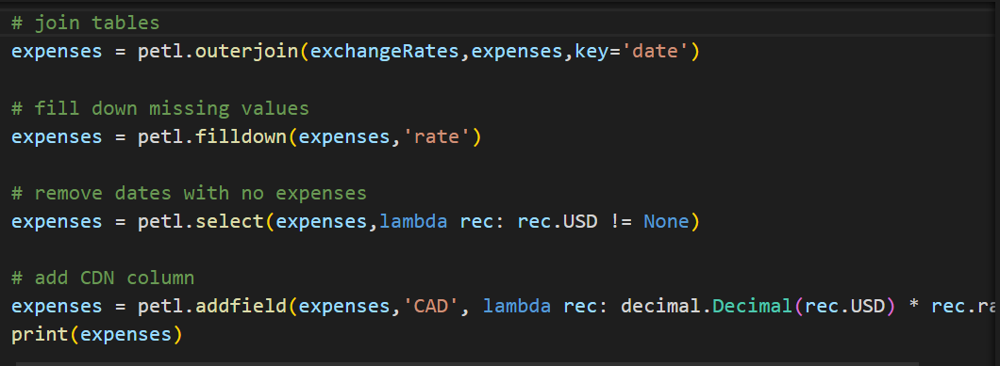 # join tables
expenses = petl.outerjoin(exchangeRates,expenses,key='date')
# fill down missing values
expenses = petl.filldown(expenses,'rate')
# remove dates with no expenses
expenses = petl.select(expenses,lambda rec: rec.USD != None)
# add CDN column
expenses = petl.addfield(expenses,'CAD', lambda rec: decimal.Decimal(rec.USD) * rec.ra
print(expenses)